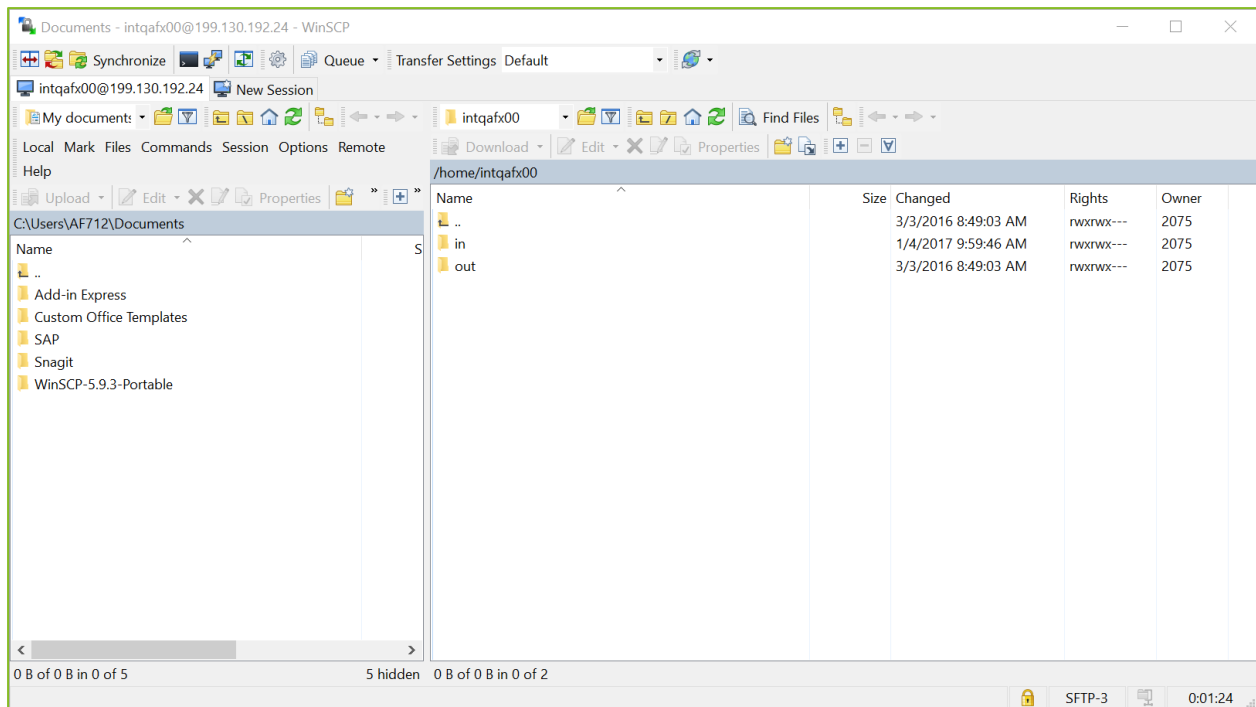 Documents - intqafx00@199.130.192.24 - WinSCP
Synchronize Queue Transfer Settings Default
intqafx00@199.130.192.24 New Session
My documents
Local Mark Files Commands Session Options Remote
Help
Upload Edit Properties »  »
C:\Users\AF712\Documents
Name S
..
Add-in Express
Custom Office Templates
SAP
Snagit
WinSCP-5.9.3-Portable
0 B of 0 B in 0 of 5 5 hidden
intqafx00 Find Files
Download Edit Properties
/home/intqafx00
Name Size Changed Rights Owner
.. 3/3/2016 8:49:03 AM rwxrwx--- 2075
in 1/4/2017 9:59:46 AM rwxrwx--- 2075
out 3/3/2016 8:49:03 AM rwxrwx--- 2075
0 B of 0 B in 0 of 2
SFTP-3 0:01:24